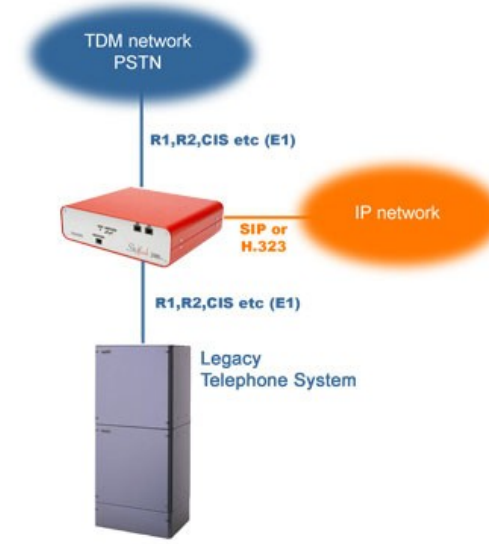 TDM network
PSTN
R1,R2,CIS etc (E1)
IP network
SIP or
H.323
R1,R2,CIS etc (E1)
Legacy
Telephone System